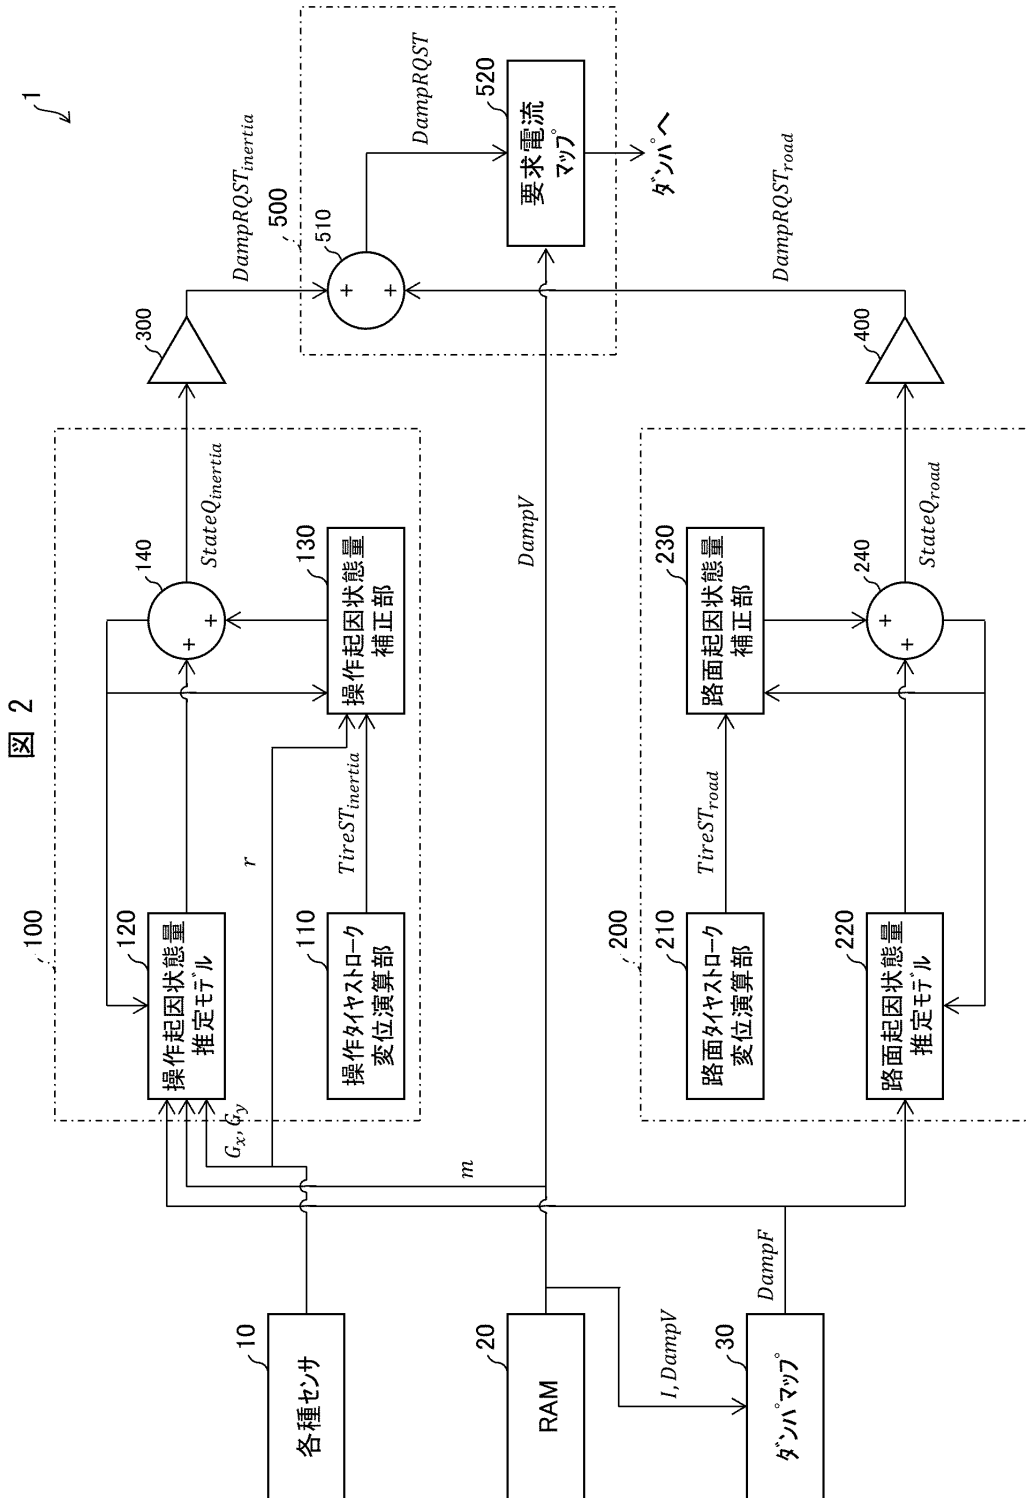 図 2
1
10
各種センサ
20
RAM
30
ダンパマップ
I, DampV
DampF
m
G_x, G_y
r
100
120
操作起因状態量
推定モデル
110
操作タイヤストローク
変位演算部
TireST_inertia
130
操作起因状態量
補正部
140
+
+
StateQ_inertia
300
DampRQST_inertia
DampV
200
210
路面タイヤストローク
変位演算部
TireST_road
220
路面起因状態量
推定モデル
230
路面起因状態量
補正部
240
+
+
StateQ_road
400
DampRQST_road
500
510
+
+
DampRQST
520
要求電流
マップ
ダンパへ